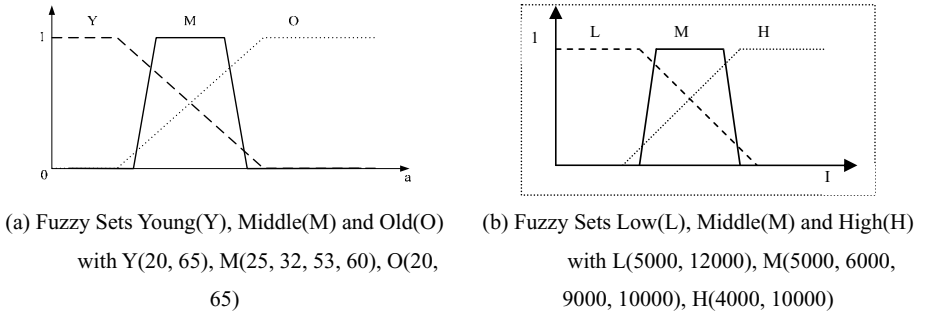 Y M O
1
0 a
L M H
1
I
(a) Fuzzy Sets Young(Y), Middle(M) and Old(O)
with Y(20, 65), M(25, 32, 53, 60), O(20,
65)
(b) Fuzzy Sets Low(L), Middle(M) and High(H)
with L(5000, 12000), M(5000, 6000,
9000, 10000), H(4000, 10000)